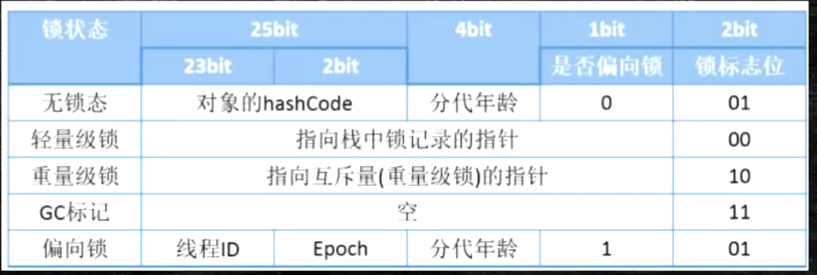 锁状态 25bit 4bit 1bit 2bit
23bit 2bit 是否偏向锁 锁标志位
无锁态 对象的hashCode 分代年龄 0 01
轻量级锁 指向栈中锁记录的指针 00
重量级锁 指向互斥量(重量级锁)的指针 10
GC标记 空 11
偏向锁 线程ID Epoch 分代年龄 1 01